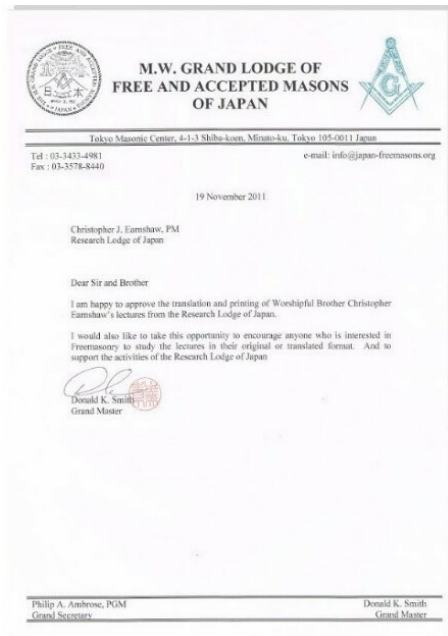 M.W. GRAND LODGE OF
FREE AND ACCEPTED MASONS
OF JAPAN
G
日本
Tokyo Masonic Center, 4-1-3 Shiba-koen, Minato-ku, Tokyo 105-0011 Japan
Tel : 03-3433-4981
Fax : 03-3578-8440
e-mail: info@japan-freemasons.org
19 November 2011
Christopher J. Earnshaw, PM
Research Lodge of Japan
Dear Sir and Brother
I am happy to approve the translation and printing of Worshipful Brother Christopher
Earnshaw's lectures from the Research Lodge of Japan.
I would also like to take this opportunity to encourage anyone who is interested in
Freemasonry to study the lectures in their original or translated format. And to
support the activities of the Research Lodge of Japan
Donald K. Smith
Grand Master
Philip A. Ambrose, PGM
Grand Secretary
Donald K. Smith
Grand Master